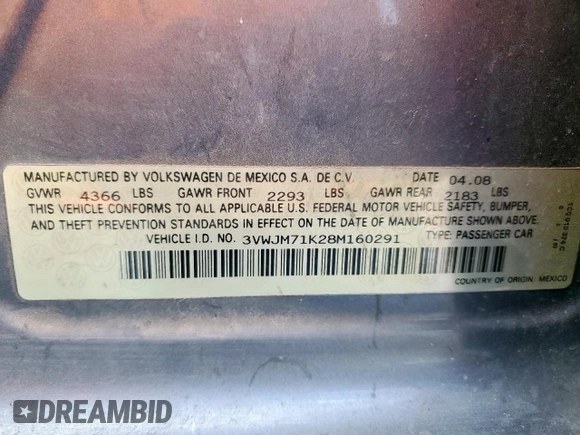 MANUFACTURED BY VOLKSWAGEN DE MEXICO S.A. DE C.V. DATE 04.08
GVWR 4366 LBS GAWR FRONT 2293 LBS GAWR REAR 2183 LBS
THIS VEHICLE CONFORMS TO ALL APPLICABLE U.S. FEDERAL MOTOR VEHICLE SAFETY, BUMPER,
AND THEFT PREVENTION STANDARDS IN EFFECT ON THE DATE OF MANUFACTURE SHOWN ABOVE.
VEHICLE I.D. NO. 3VWJM71K28M160291 TYPE: PASSENGER CAR
COUNTRY OF ORIGIN: MEXICO
DREAMBID